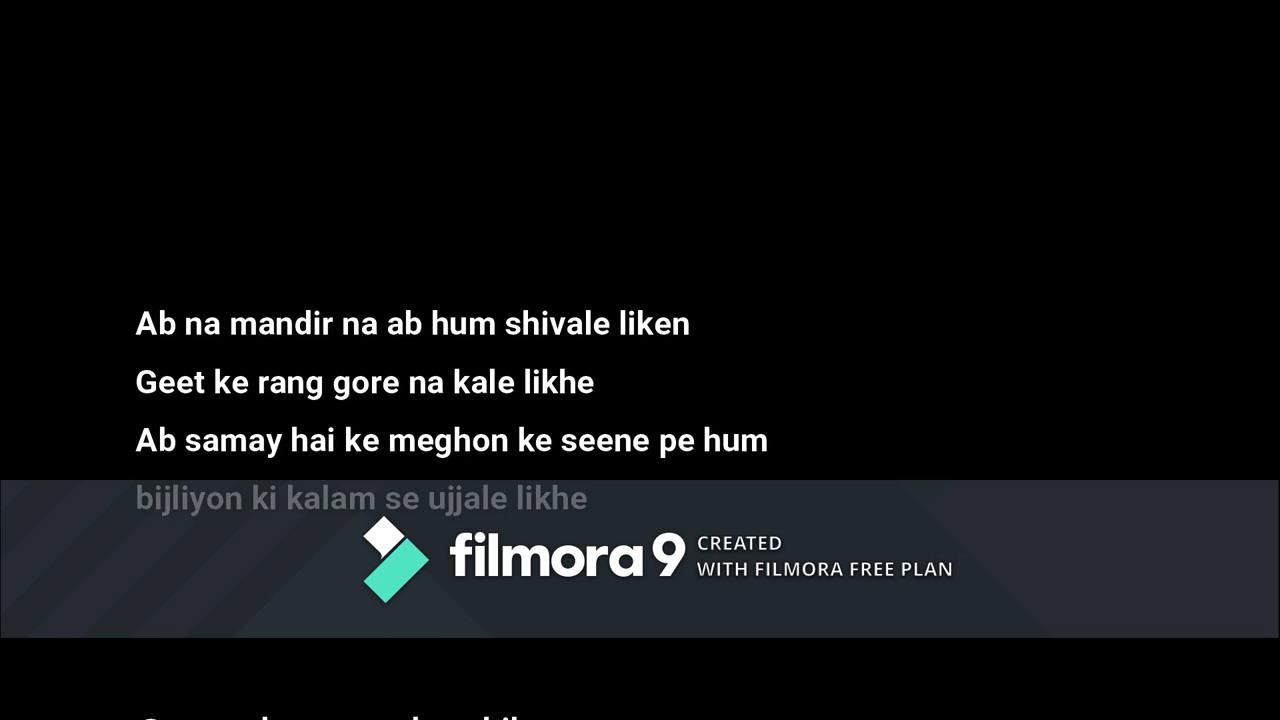 Ab na mandir na ab hum shivale liken
Geet ke rang gore na kale likhe
Ab samay hai ke meghon ke seene pe hum
bijliyon ki kalam se ujjale likhe
filmora 9 CREATED
WITH FILMORA FREE PLAN